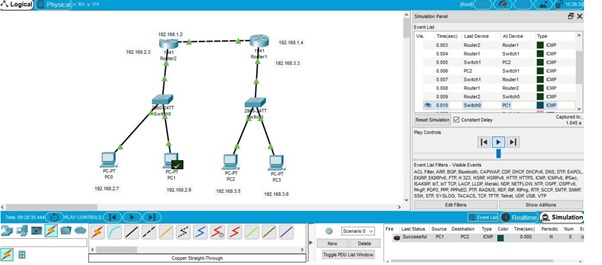 Logical
Physical
x: 921, y: 274
[Root]
10:28:30
192.168.1.2
192.168.2.3
192.168.1.4
192.168.3.3
1941
Router2
1941
Router1
Switch0
Switch1
PC-PT
PC0
PC-PT
PC1
PC-PT
PC2
PC-PT
PC3
192.168.2.7
192.168.2.9
192.168.3.5
192.168.3.6
Simulation Panel
Event List
Vis. Time(sec) Last Device At Device Type
0.003 Router2 Router1 ICMP
0.004 Router1 Switch1 ICMP
0.005 Switch1 PC2 ICMP
0.006 PC2 Switch1 ICMP
0.007 Switch1 Router1 ICMP
0.008 Router1 Router2 ICMP
0.009 Router2 Switch0 ICMP
0.010 Switch0 PC1 ICMP
Reset Simulation Constant Delay
Captured to:
1.645 s
Play Controls
Event List Filters - Visible Events
ACL Filter, ARP, BGP, Bluetooth, CAPWAP, CDP, DHCP, DHCPv6, DNS, DTP, EAPOL,
EIGRP, EIGRPv6, FTP, H.323, HSRP, HSRPv6, HTTP, HTTPS, ICMP, ICMPv6, IPSec,
ISAKMP, IoT, IoT TCP, LACP, LLDP, Meraki, NDP, NETFLOW, NTP, OSPF, OSPFv6,
PAgP, POP3, PPP, PPPoED, PTP, RADIUS, REP, RIP, RIPng, RTP, SCCP, SMTP, SNMP,
SSH, STP, SYSLOG, TACACS, TCP, TFTP, Telnet, UDP, USB, VTP
Edit Filters
Show All/None
Time: 00:28:35.444
PLAY CONTROLS:
Event List
Realtime
Simulation
Scenario 0
New
Delete
Toggle PDU List Window
Fire Last Status Source Destination Type Color Time(sec) Periodic Num
Successful PC1 PC2 ICMP 0.000 N 0
Copper Straight-Through